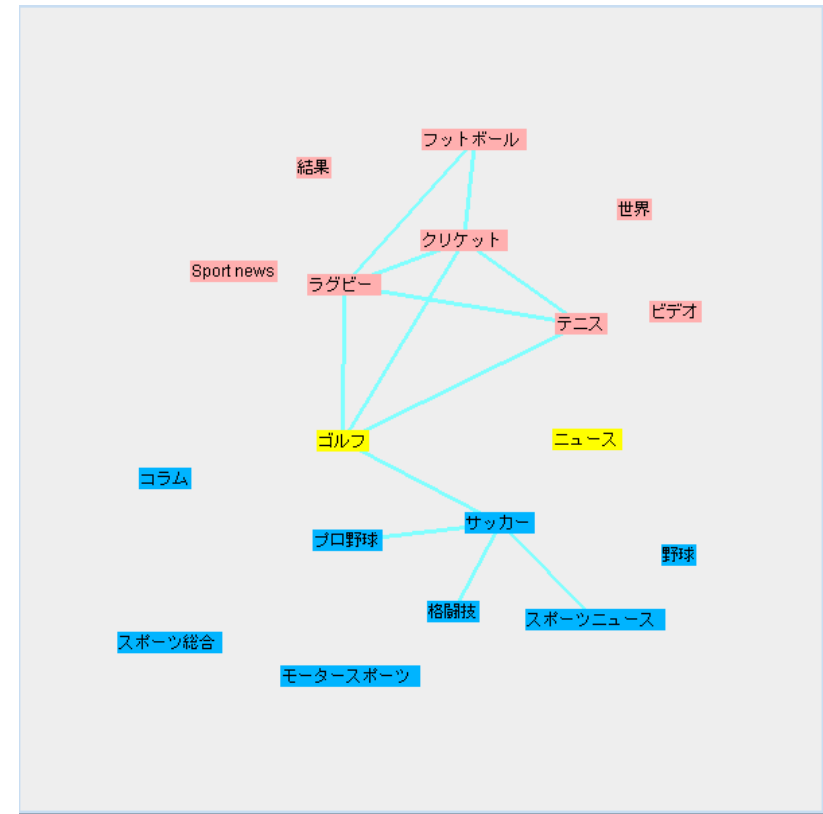 フットボール
結果
世界
クリケット
Sport news
ラグビー
ビデオ
テニス
ゴルフ
ニュース
コラム
サッカー
プロ野球
野球
格闘技
スポーツニュース
スポーツ総合
モータースポーツ